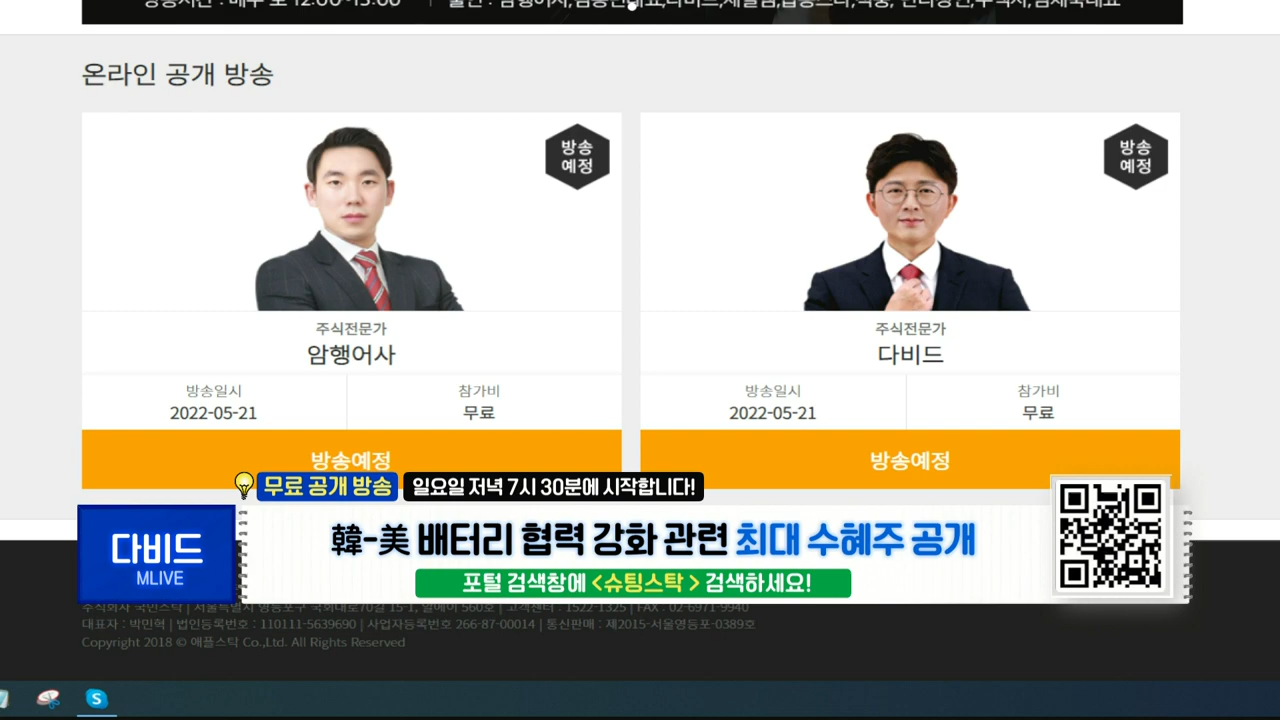 온라인 공개 방송
방송
예정
방송
예정
주식전문가
암행어사
주식전문가
다비드
방송일시
2022-05-21
참가비
무료
방송일시
2022-05-21
참가비
무료
방송예정
방송예정
무료 공개 방송
일요일 저녁 7시 30분에 시작합니다!
다비드
MLIVE
韓-美 배터리 협력 강화 관련 최대 수혜주 공개
포털 검색창에 <슈팅스탁 > 검색하세요!
대표자 : 박민혁 | 법인등록번호 : 110111-5639690 | 사업자등록번호 266-87-00014 | 통신판매 : 제2015-서울영등포-0389호
Copyright 2018 © 애플스탁 Co.,Ltd. All Rights Reserved